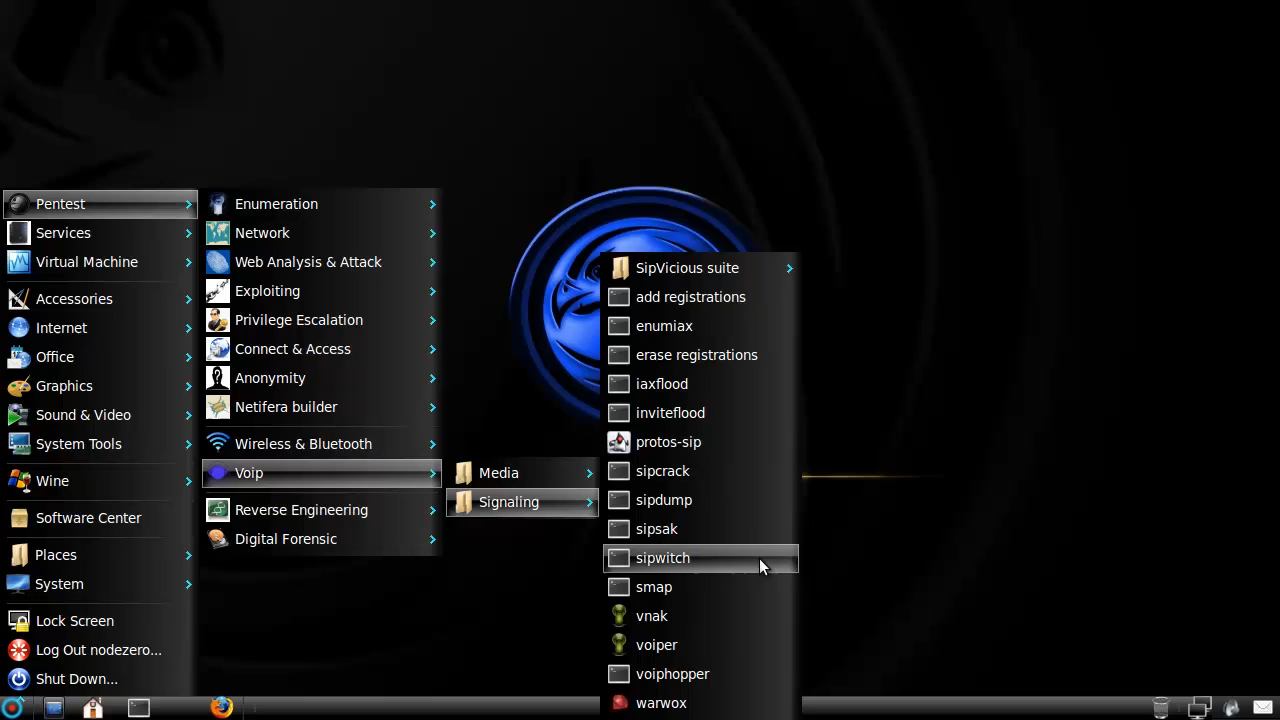 Pentest
Services
Virtual Machine
Accessories
Internet
Office
Graphics
Sound & Video
System Tools
Wine
Software Center
Places
System
Lock Screen
Log Out nodezero...
Shut Down...
Enumeration
Network
Web Analysis & Attack
Exploiting
Privilege Escalation
Connect & Access
Anonymity
Netifera builder
Wireless & Bluetooth
Voip
Reverse Engineering
Digital Forensic
Media
Signaling
SipVicious suite
add registrations
enumiax
erase registrations
iaxflood
inviteflood
protos-sip
sipcrack
sipdump
sipsak
sipwitch
smap
vnak
voiper
voiphopper
warwox